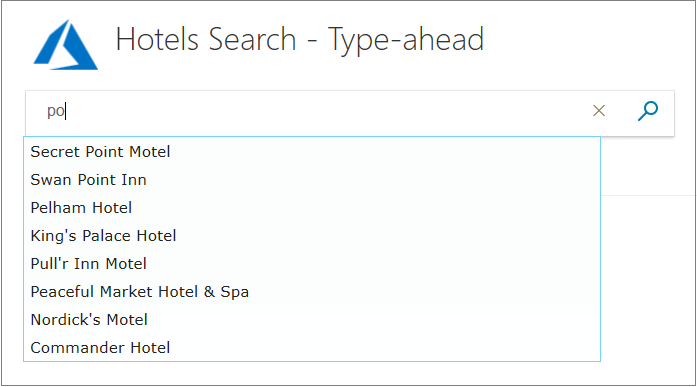 Hotels Search - Type-ahead
po
Secret Point Motel
Swan Point Inn
Pelham Hotel
King's Palace Hotel
Pull'r Inn Motel
Peaceful Market Hotel & Spa
Nordick's Motel
Commander Hotel